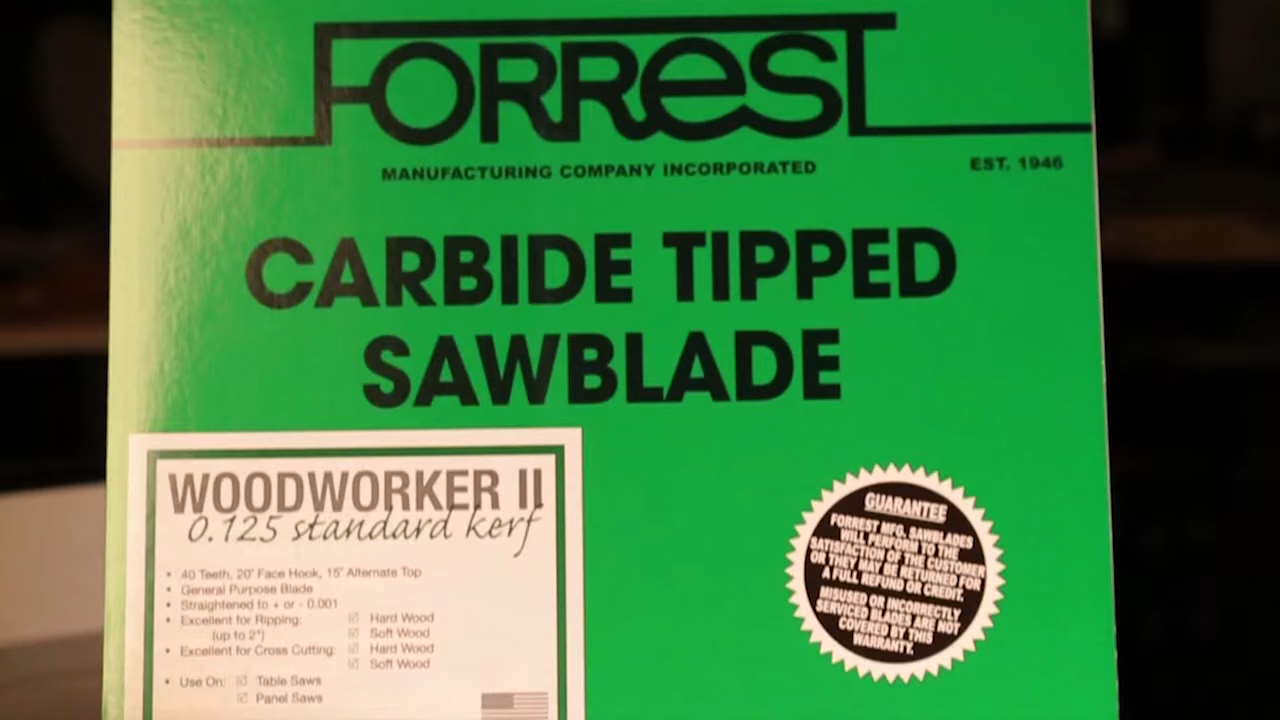 FORREST
MANUFACTURING COMPANY INCORPORATED
EST. 1946
CARBIDE TIPPED
SAWBLADE
WOODWORKER II
0.125 standard kerf
• 40 Teeth, 20° Face Hook, 15° Alternate Top
• General Purpose Blade
• Straightened to + or - 0.001
• Excellent for Ripping: ☑ Hard Wood
(up to 2") ☑ Soft Wood
• Excellent for Cross Cutting: ☑ Hard Wood
☑ Soft Wood
• Use On: ☑ Table Saws
☑ Panel Saws
GUARANTEE
FORREST MFG. SAWBLADES
WILL PERFORM TO THE
SATISFACTION OF THE CUSTOMER
OR THEY MAY BE RETURNED FOR
A FULL REFUND OR CREDIT.
MISUSED OR INCORRECTLY
SERVICED BLADES ARE NOT
COVERED BY THIS
WARRANTY.